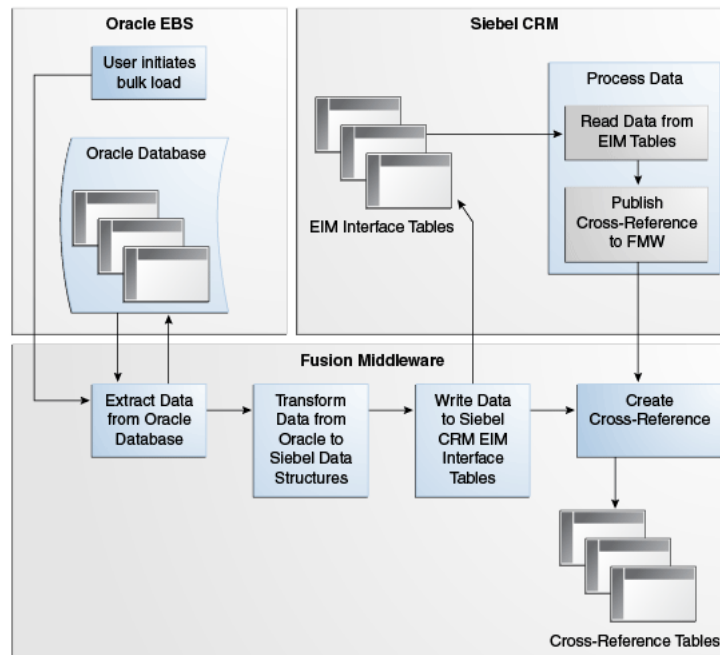 Oracle EBS
User initiates
bulk load
Oracle Database
Siebel CRM
EIM Interface Tables
Process Data
Read Data from
EIM Tables
Publish
Cross-Reference
to FMW
Fusion Middleware
Extract Data
from Oracle
Database
Transform
Data from
Oracle to
Siebel Data
Structures
Write Data
to Siebel
CRM EIM
Interface
Tables
Create
Cross-Reference
Cross-Reference Tables